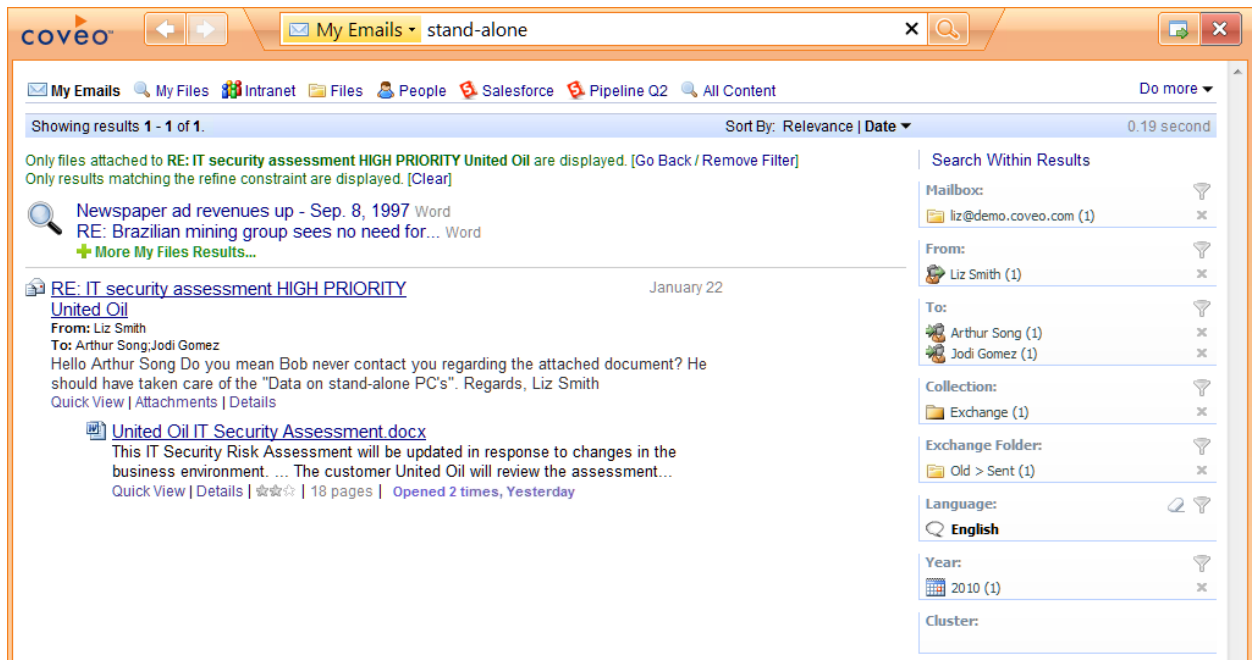 coveo™ My Emails stand-alone
My Emails My Files Intranet Files People Salesforce Pipeline Q2 All Content Do more
Showing results 1 - 1 of 1. Sort By: Relevance | Date 0.19 second
Only files attached to RE: IT security assessment HIGH PRIORITY United Oil are displayed. [Go Back / Remove Filter]
Only results matching the refine constraint are displayed. [Clear]
Newspaper ad revenues up - Sep. 8, 1997 Word
RE: Brazilian mining group sees no need for... Word
More My Files Results...
RE: IT security assessment HIGH PRIORITY January 22
United Oil
From: Liz Smith
To: Arthur Song;Jodi Gomez
Hello Arthur Song Do you mean Bob never contact you regarding the attached document? He
should have taken care of the "Data on stand-alone PC's". Regards, Liz Smith
Quick View | Attachments | Details
United Oil IT Security Assessment.docx
This IT Security Risk Assessment will be updated in response to changes in the
business environment. ... The customer United Oil will review the assessment...
Quick View | Details | 18 pages | Opened 2 times, Yesterday
Search Within Results
Mailbox:
liz@demo.coveo.com (1)
From:
Liz Smith (1)
To:
Arthur Song (1)
Jodi Gomez (1)
Collection:
Exchange (1)
Exchange Folder:
Old > Sent (1)
Language:
English
Year:
2010 (1)
Cluster: